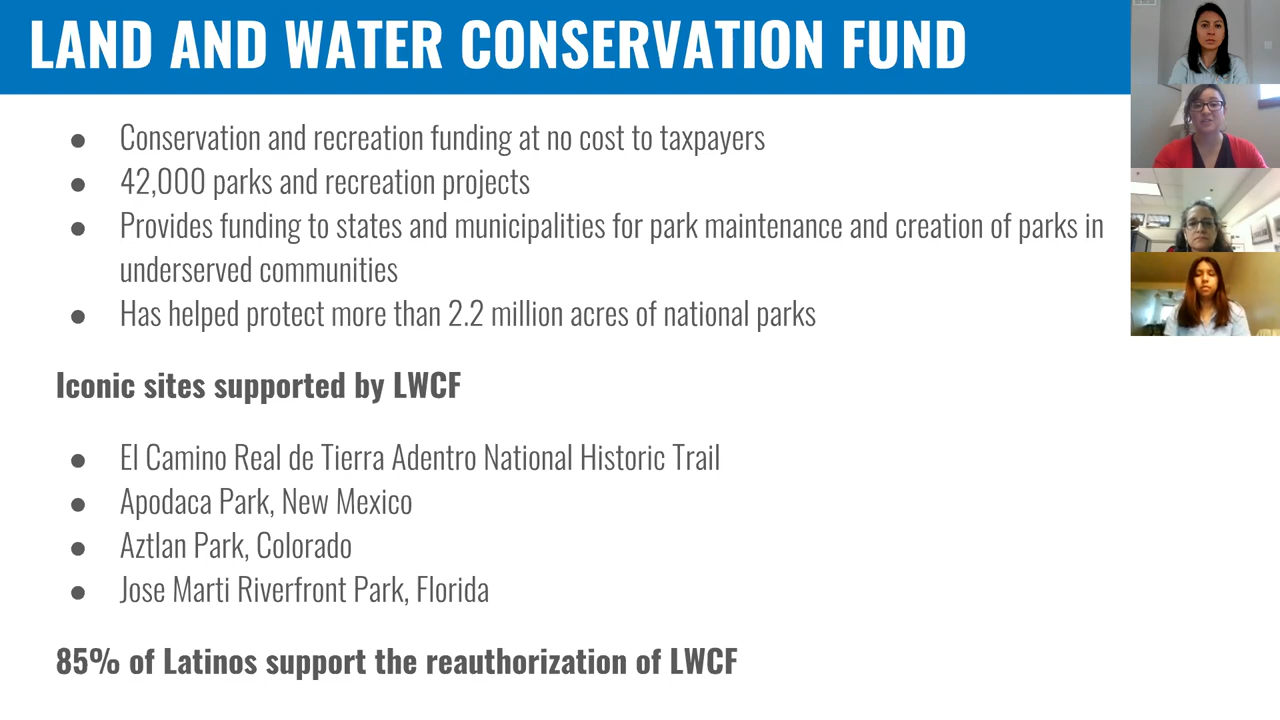 LAND AND WATER CONSERVATION FUND
● Conservation and recreation funding at no cost to taxpayers
● 42,000 parks and recreation projects
● Provides funding to states and municipalities for park maintenance and creation of parks in
underserved communities
● Has helped protect more than 2.2 million acres of national parks
Iconic sites supported by LWCF
● El Camino Real de Tierra Adentro National Historic Trail
● Apodaca Park, New Mexico
● Aztlan Park, Colorado
● Jose Marti Riverfront Park, Florida
85% of Latinos support the reauthorization of LWCF